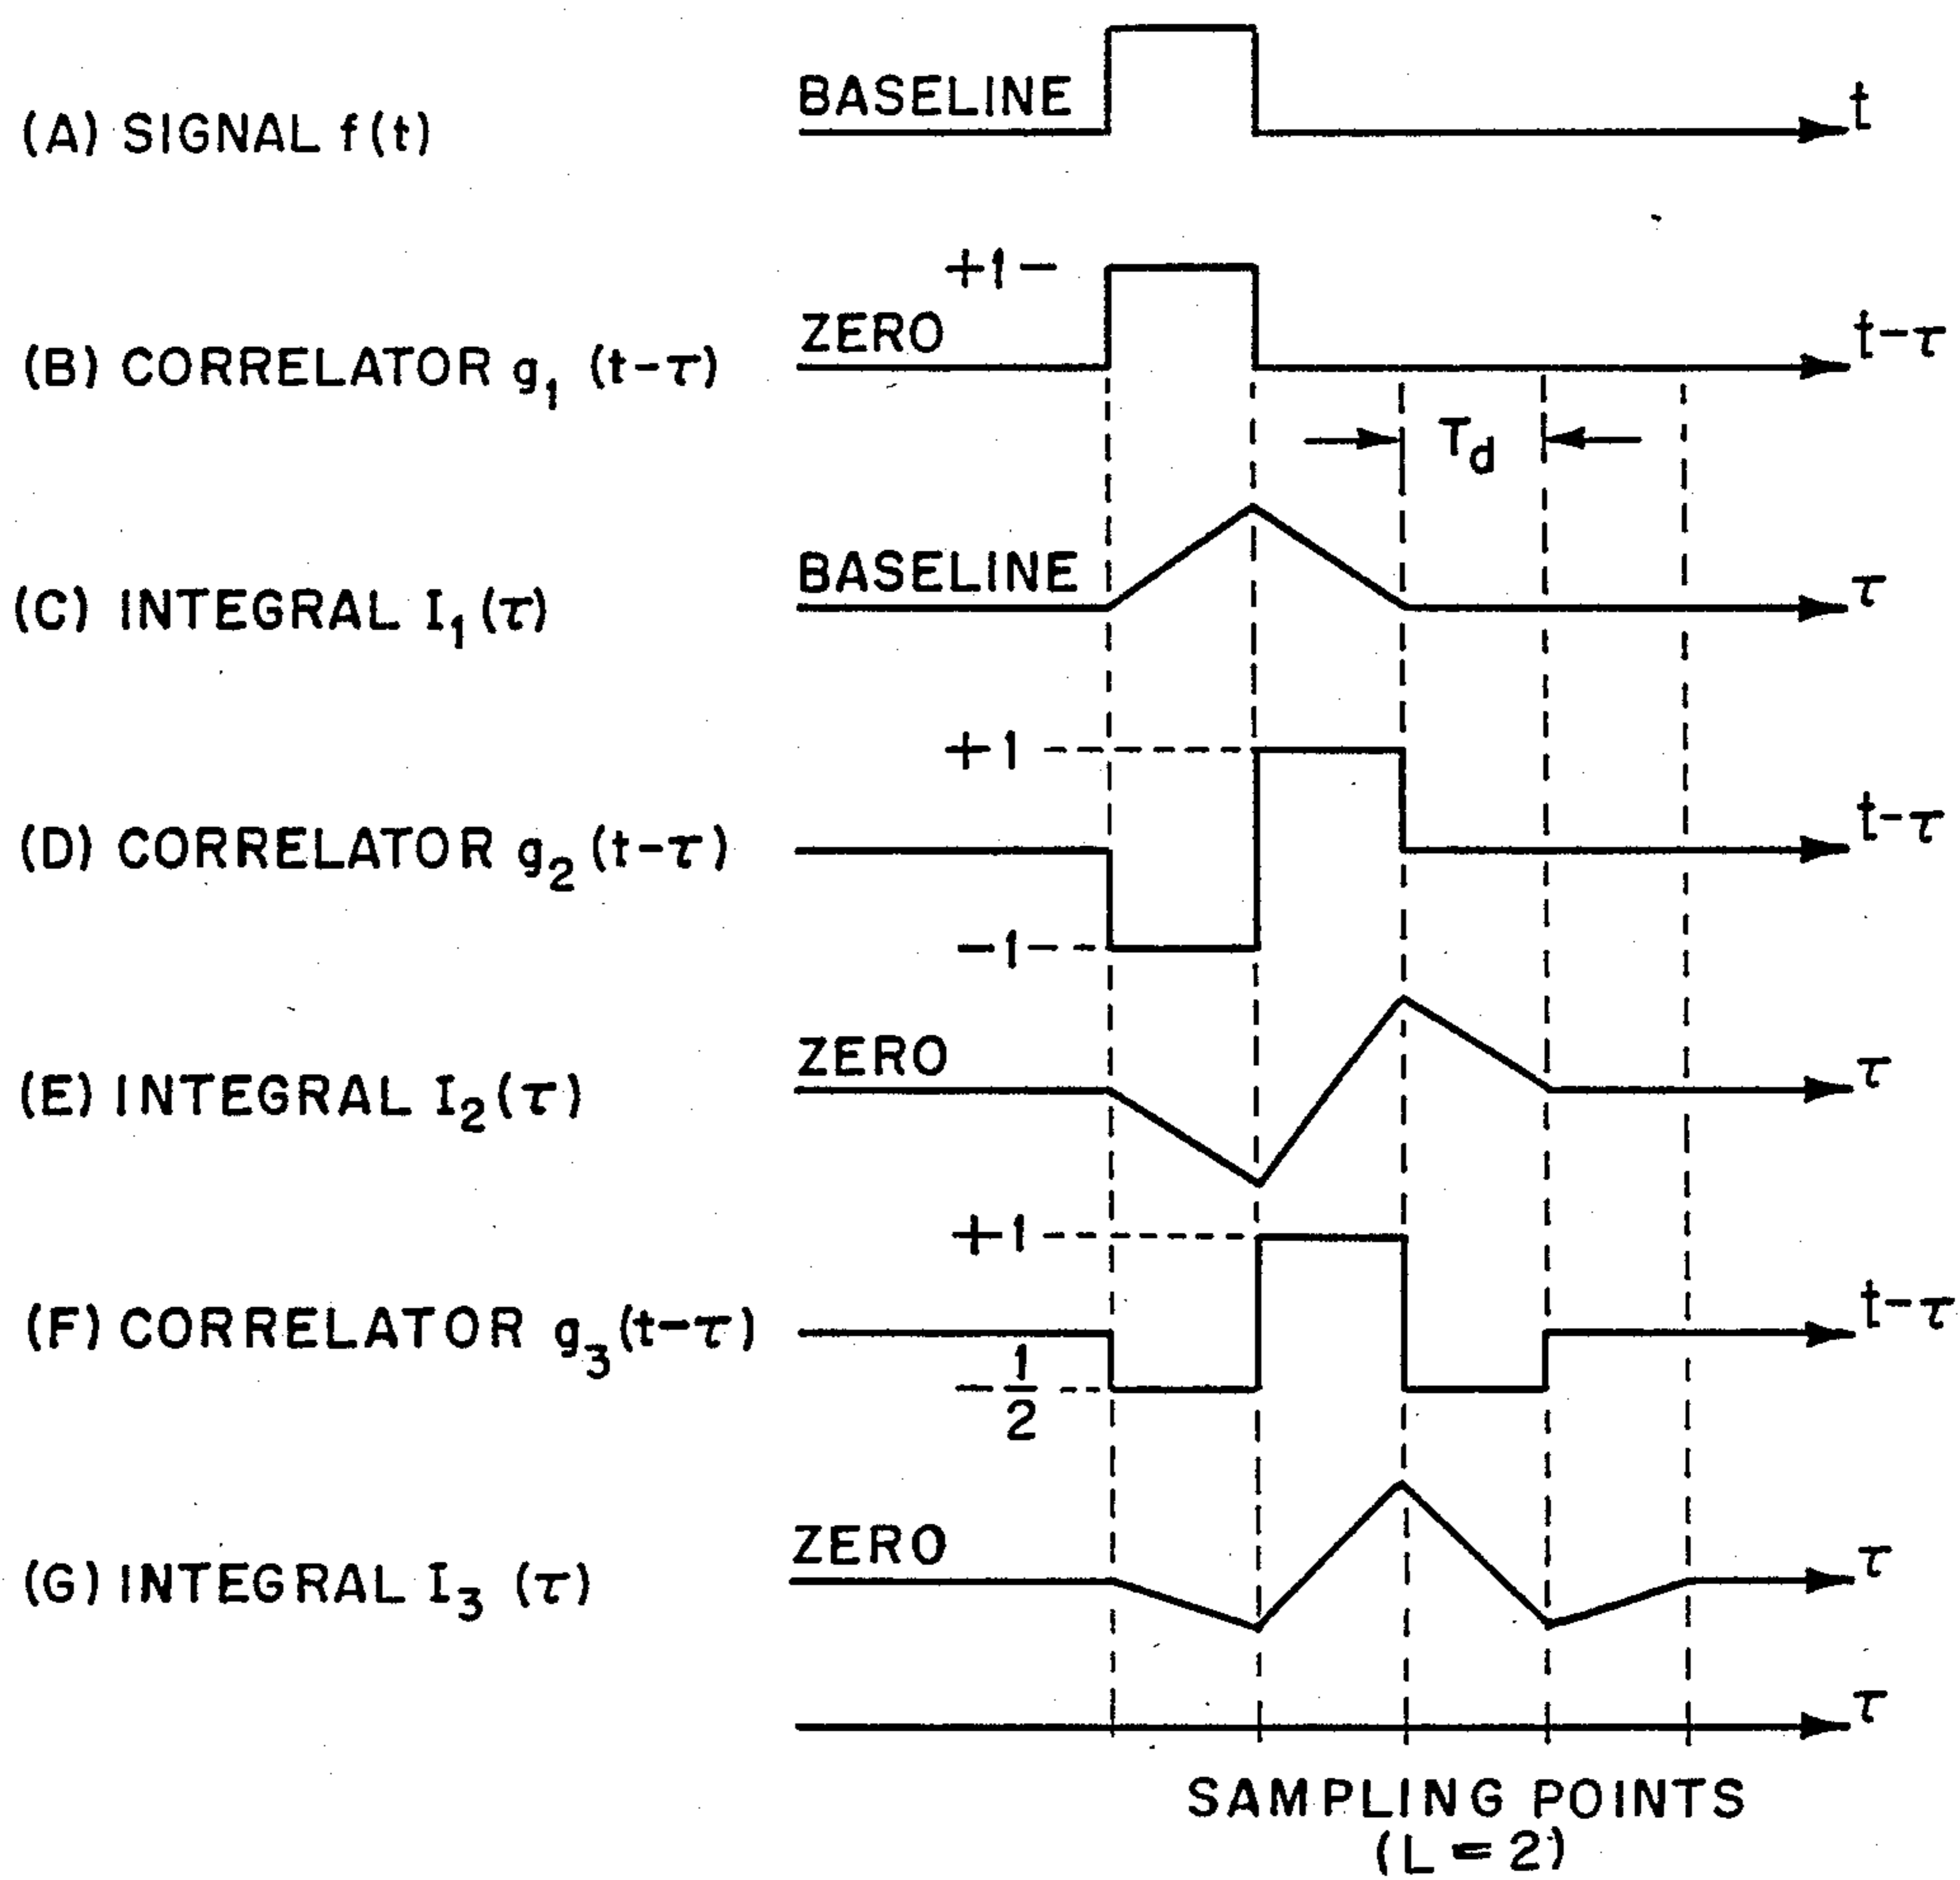 (A) SIGNAL f(t)
BASELINE
t
(B) CORRELATOR g₁ (t-τ)
+1
ZERO
t-τ
T_d
(C) INTEGRAL I₁(τ)
BASELINE
τ
(D) CORRELATOR g₂(t-τ)
+1
-1
t-τ
(E) INTEGRAL I₂(τ)
ZERO
τ
(F) CORRELATOR g₃(t-τ)
+1
-1/2
t-τ
(G) INTEGRAL I₃ (τ)
ZERO
τ
τ
SAMPLING POINTS
(L=2)